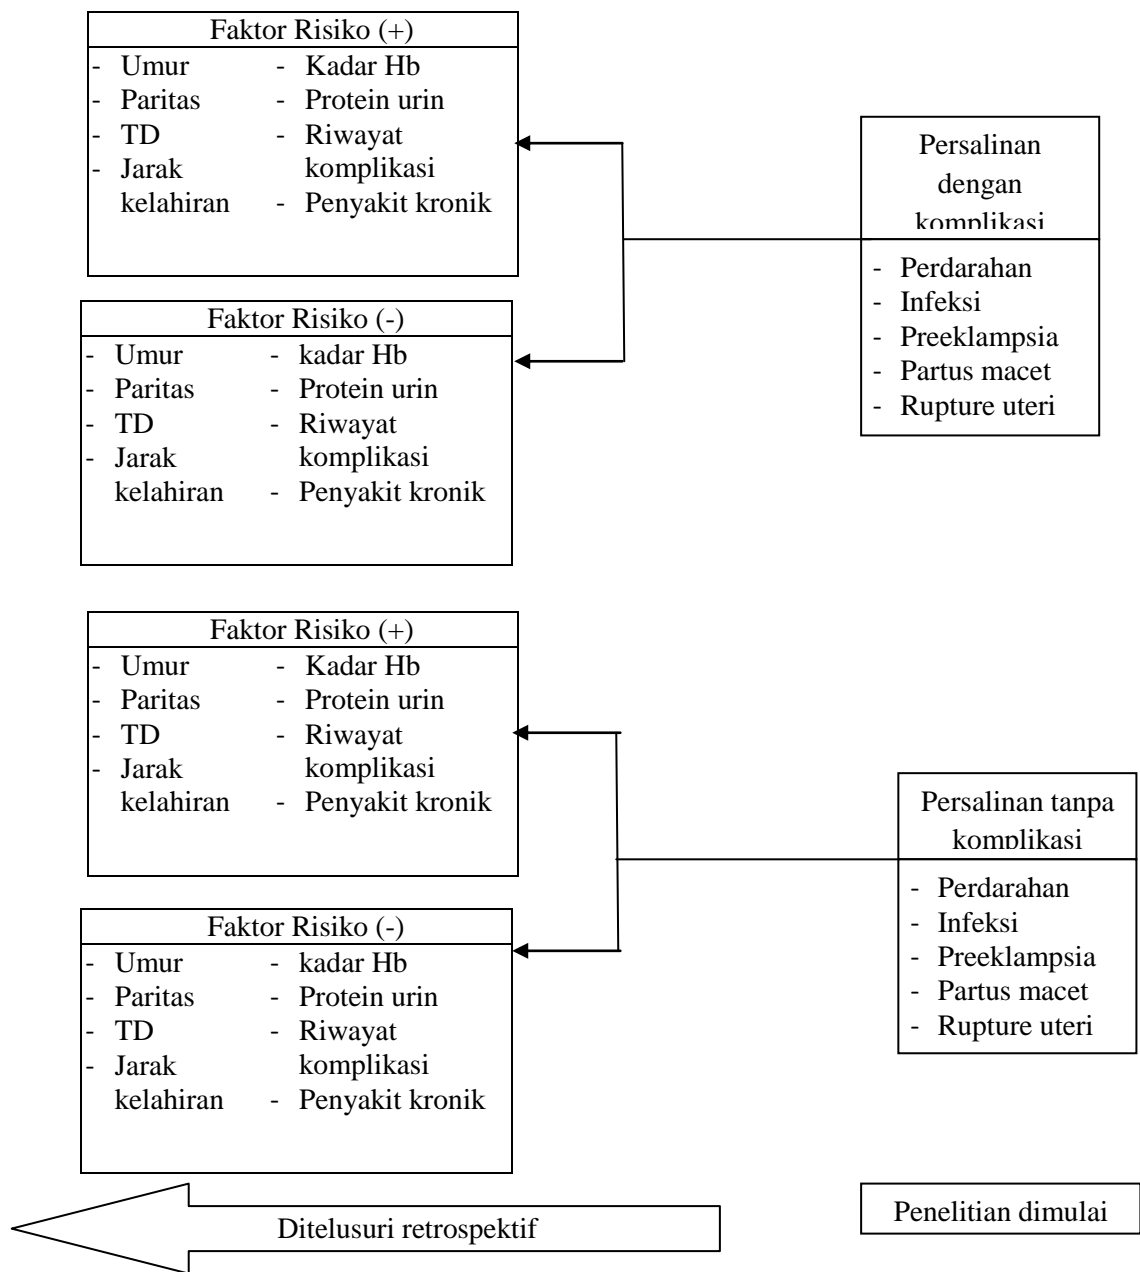 Faktor Risiko (+)
- Umur - Kadar Hb
- Paritas - Protein urin
- TD - Riwayat
- Jarak komplikasi
kelahiran - Penyakit kronik
Faktor Risiko (-)
- Umur - kadar Hb
- Paritas - Protein urin
- TD - Riwayat
- Jarak komplikasi
kelahiran - Penyakit kronik
Persalinan
dengan
komplikasi
- Perdarahan
- Infeksi
- Preeklampsia
- Partus macet
- Rupture uteri
Faktor Risiko (+)
- Umur - Kadar Hb
- Paritas - Protein urin
- TD - Riwayat
- Jarak komplikasi
kelahiran - Penyakit kronik
Faktor Risiko (-)
- Umur - kadar Hb
- Paritas - Protein urin
- TD - Riwayat
- Jarak komplikasi
kelahiran - Penyakit kronik
Persalinan tanpa
komplikasi
- Perdarahan
- Infeksi
- Preeklampsia
- Partus macet
- Rupture uteri
Ditelusuri retrospektif
Penelitian dimulai